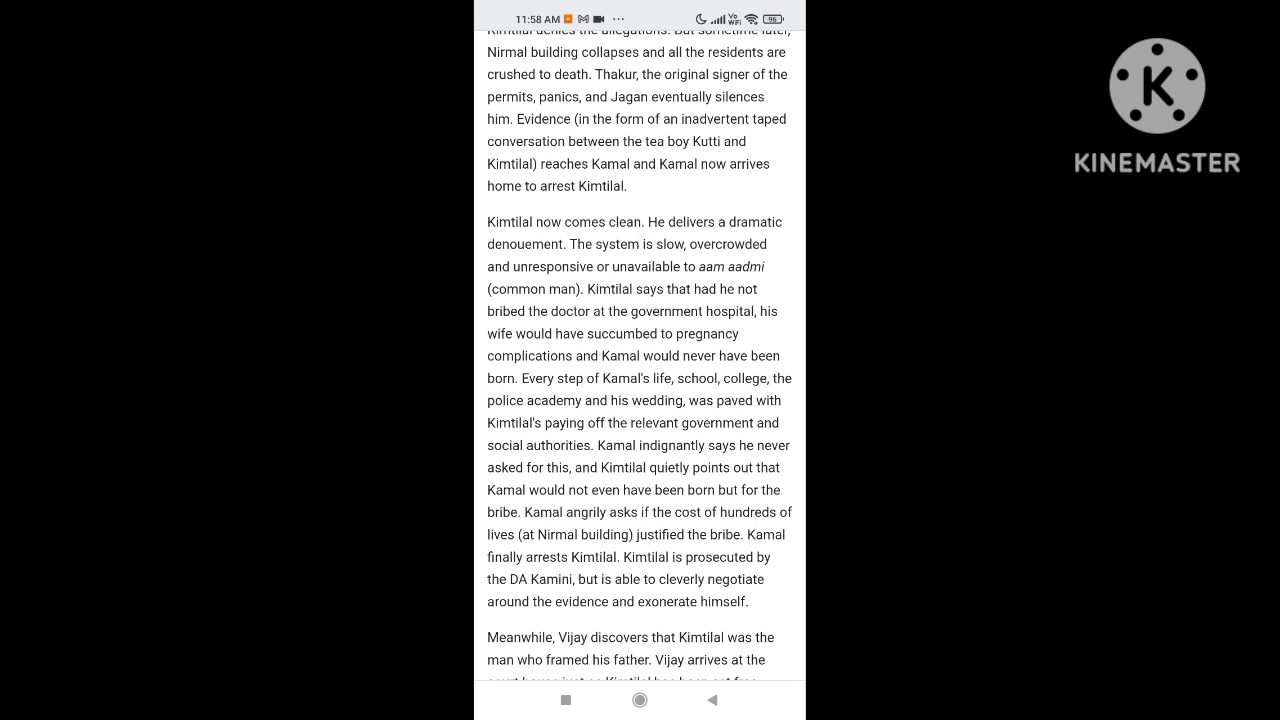 11:58 AM
Vo
WiFi
96
Kimtilal denies the allegations. But sometime later,
Nirmal building collapses and all the residents are
crushed to death. Thakur, the original signer of the
permits, panics, and Jagan eventually silences
him. Evidence (in the form of an inadvertent taped
conversation between the tea boy Kutti and
Kimtilal) reaches Kamal and Kamal now arrives
home to arrest Kimtilal.
Kimtilal now comes clean. He delivers a dramatic
denouement. The system is slow, overcrowded
and unresponsive or unavailable to aam aadmi
(common man). Kimtilal says that had he not
bribed the doctor at the government hospital, his
wife would have succumbed to pregnancy
complications and Kamal would never have been
born. Every step of Kamal's life, school, college, the
police academy and his wedding, was paved with
Kimtilal's paying off the relevant government and
social authorities. Kamal indignantly says he never
asked for this, and Kimtilal quietly points out that
Kamal would not even have been born but for the
bribe. Kamal angrily asks if the cost of hundreds of
lives (at Nirmal building) justified the bribe. Kamal
finally arrests Kimtilal. Kimtilal is prosecuted by
the DA Kamini, but is able to cleverly negotiate
around the evidence and exonerate himself.
Meanwhile, Vijay discovers that Kimtilal was the
man who framed his father. Vijay arrives at the
K
KINEMASTER